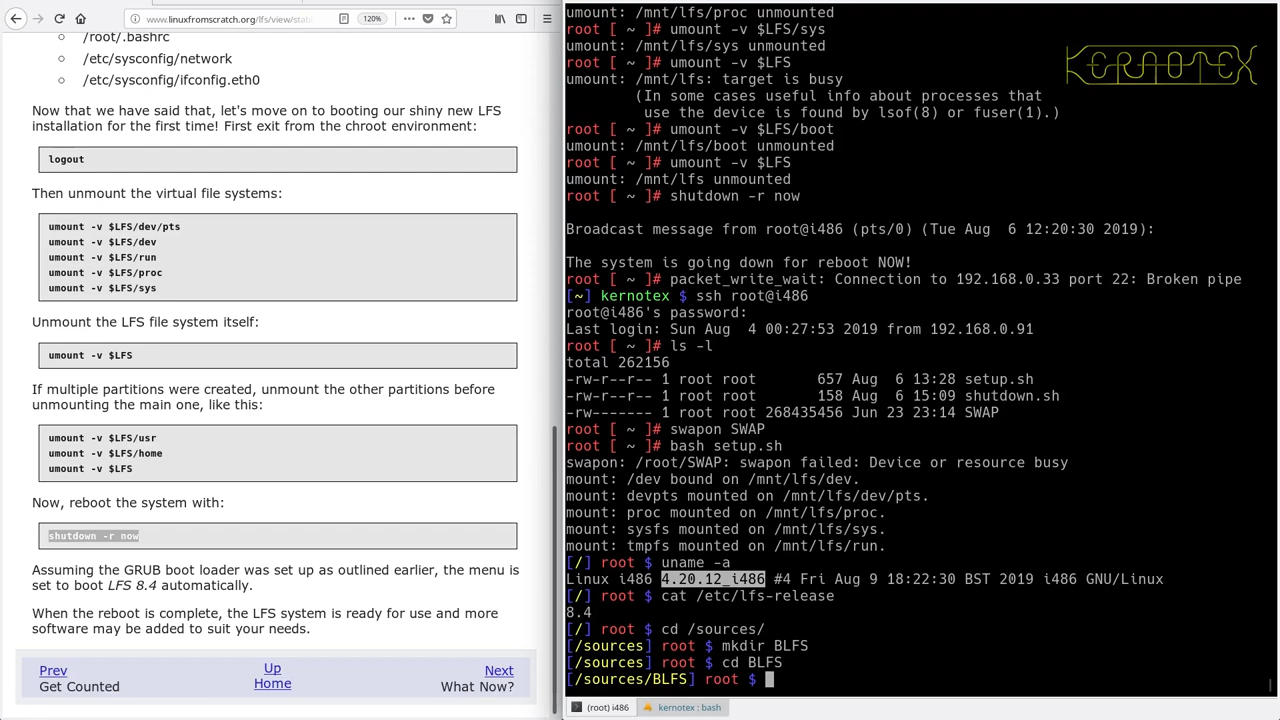 www.linuxfromscratch.org/lfs/view/stab
120%
/root/.bashrc
/etc/sysconfig/network
/etc/sysconfig/ifconfig.eth0
Now that we have said that, let's move on to booting our shiny new LFS
installation for the first time! First exit from the chroot environment:
logout
Then unmount the virtual file systems:
umount -v $LFS/dev/pts
umount -v $LFS/dev
umount -v $LFS/run
umount -v $LFS/proc
umount -v $LFS/sys
Unmount the LFS file system itself:
umount -v $LFS
If multiple partitions were created, unmount the other partitions before
unmounting the main one, like this:
umount -v $LFS/usr
umount -v $LFS/home
umount -v $LFS
Now, reboot the system with:
shutdown -r now
Assuming the GRUB boot loader was set up as outlined earlier, the menu is
set to boot LFS 8.4 automatically.
When the reboot is complete, the LFS system is ready for use and more
software may be added to suit your needs.
Prev Up Next
Get Counted Home What Now?
umount: /mnt/lfs/proc unmounted
root [ ~ ]# umount -v $LFS/sys
umount: /mnt/lfs/sys unmounted
root [ ~ ]# umount -v $LFS
umount: /mnt/lfs: target is busy
(In some cases useful info about processes that
use the device is found by lsof(8) or fuser(1).)
root [ ~ ]# umount -v $LFS/boot
umount: /mnt/lfs/boot unmounted
root [ ~ ]# umount -v $LFS
umount: /mnt/lfs unmounted
root [ ~ ]# shutdown -r now
Broadcast message from root@i486 (pts/0) (Tue Aug  6 12:20:30 2019):
The system is going down for reboot NOW!
root [ ~ ]# packet_write_wait: Connection to 192.168.0.33 port 22: Broken pipe
[~] kernotex $ ssh root@i486
root@i486's password:
Last login: Sun Aug  4 00:27:53 2019 from 192.168.0.91
root [ ~ ]# ls -l
total 262156
-rw-r--r-- 1 root root       657 Aug  6 13:28 setup.sh
-rw-r--r-- 1 root root       158 Aug  6 15:09 shutdown.sh
-rw------- 1 root root 268435456 Jun 23 23:14 SWAP
root [ ~ ]# swapon SWAP
root [ ~ ]# bash setup.sh
swapon: /root/SWAP: swapon failed: Device or resource busy
mount: /dev bound on /mnt/lfs/dev.
mount: devpts mounted on /mnt/lfs/dev/pts.
mount: proc mounted on /mnt/lfs/proc.
mount: sysfs mounted on /mnt/lfs/sys.
mount: tmpfs mounted on /mnt/lfs/run.
[/] root $ uname -a
Linux i486 4.20.12_i486 #4 Fri Aug 9 18:22:30 BST 2019 i486 GNU/Linux
[/] root $ cat /etc/lfs-release
8.4
[/] root $ cd /sources/
[/sources] root $ mkdir BLFS
[/sources] root $ cd BLFS
[/sources/BLFS] root $
KERNOTEX
(root) i486
kernotex : bash